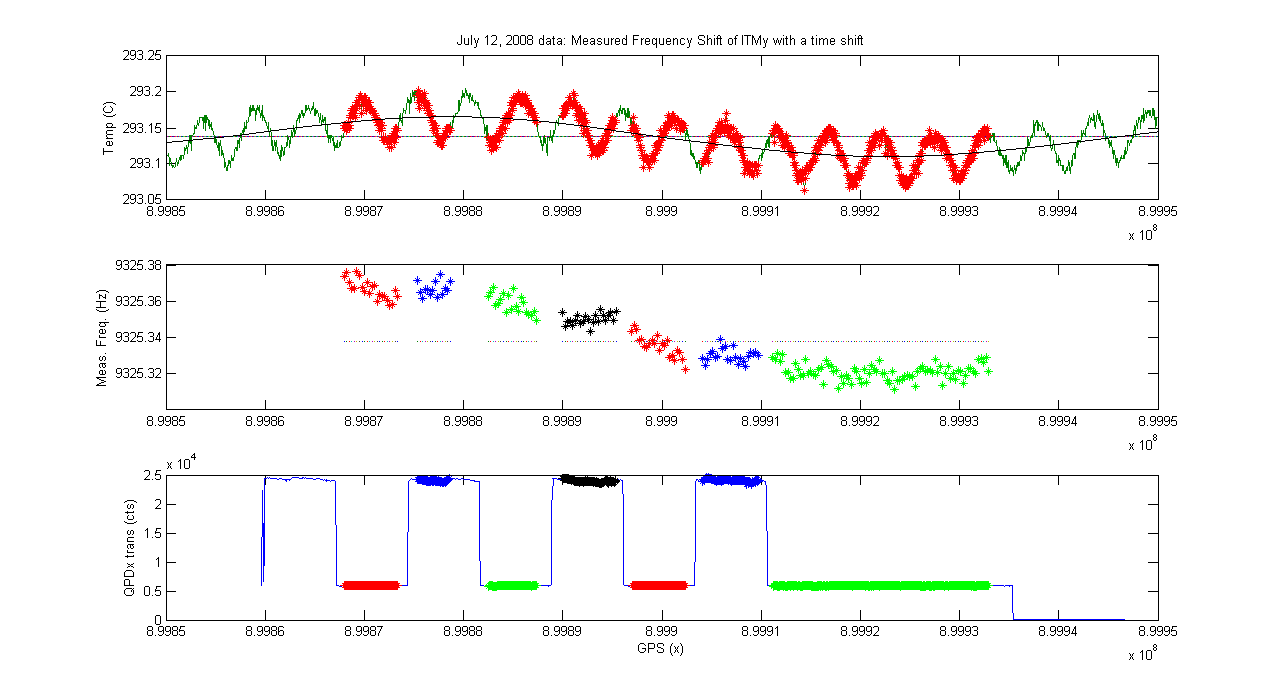 July 12, 2008 data: Measured Frequency Shift of ITMy with a time shift
Temp (C)
293.25
293.2
293.15
293.1
293.05
8.9985 8.9986 8.9987 8.9988 8.9989 8.999 8.9991 8.9992 8.9993 8.9994 8.9995
x 10^8
Meas. Freq. (Hz)
9325.38
9325.36
9325.34
9325.32
8.9985 8.9986 8.9987 8.9988 8.9989 8.999 8.9991 8.9992 8.9993 8.9994 8.9995
x 10^8
x 10^4
QPDx trans (cts)
2.5
2
1.5
1
0.5
0
8.9985 8.9986 8.9987 8.9988 8.9989 8.999 8.9991 8.9992 8.9993 8.9994 8.9995
GPS (x)
x 10^8